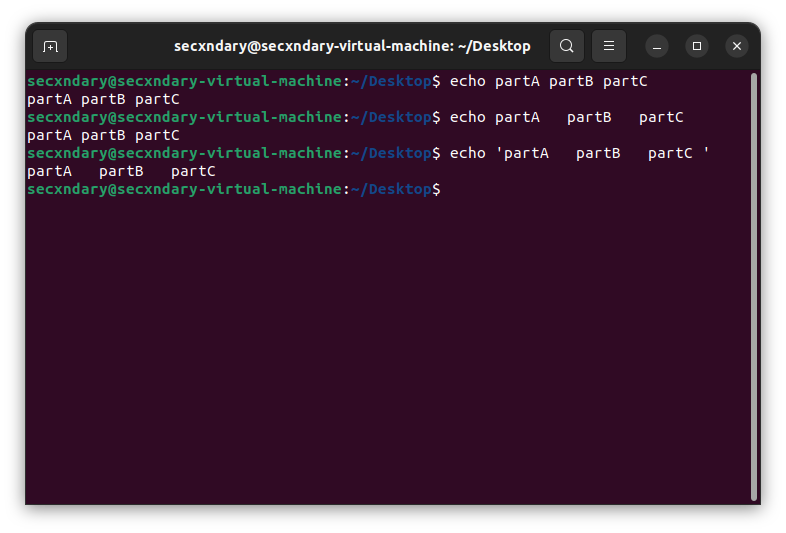 secxndary@secxndary-virtual-machine: ~/Desktop
secxndary@secxndary-virtual-machine:~/Desktop$ echo partA partB partC
partA partB partC
secxndary@secxndary-virtual-machine:~/Desktop$ echo partA   partB   partC
partA partB partC
secxndary@secxndary-virtual-machine:~/Desktop$ echo 'partA   partB   partC '
partA   partB   partC
secxndary@secxndary-virtual-machine:~/Desktop$